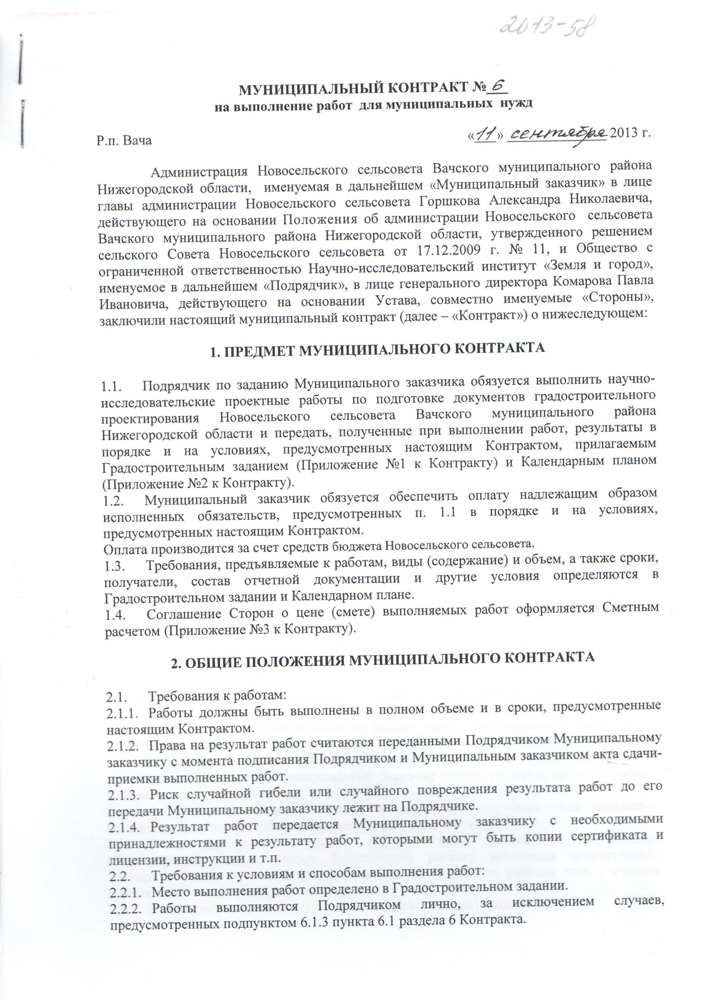 2013-58
МУНИЦИПАЛЬНЫЙ КОНТРАКТ № 6
на выполнение работ для муниципальных нужд
Р.п. Вача «11» сентября 2013 г.
Администрация Новосельского сельсовета Вачского муниципального района
Нижегородской области, именуемая в дальнейшем «Муниципальный заказчик» в лице
главы администрации Новосельского сельсовета Горшкова Александра Николаевича,
действующего на основании Положения об администрации Новосельского сельсовета
Вачского муниципального района Нижегородской области, утвержденного решением
сельского Совета Новосельского сельсовета от 17.12.2009 г. № 11, и Общество с
ограниченной ответственностью Научно-исследовательский институт «Земля и город»,
именуемое в дальнейшем «Подрядчик», в лице генерального директора Комарова Павла
Ивановича, действующего на основании Устава, совместно именуемые «Стороны»,
заключили настоящий муниципальный контракт (далее – «Контракт») о нижеследующем:
1. ПРЕДМЕТ МУНИЦИПАЛЬНОГО КОНТРАКТА
1.1. Подрядчик по заданию Муниципального заказчика обязуется выполнить научно-
исследовательские проектные работы по подготовке документов градостроительного
проектирования Новосельского сельсовета Вачского муниципального района
Нижегородской области и передать, полученные при выполнении работ, результаты в
порядке и на условиях, предусмотренных настоящим Контрактом, прилагаемым
Градостроительным заданием (Приложение №1 к Контракту) и Календарным планом
(Приложение №2 к Контракту).
1.2. Муниципальный заказчик обязуется обеспечить оплату надлежащим образом
исполненных обязательств, предусмотренных п. 1.1 в порядке и на условиях,
предусмотренных настоящим Контрактом.
Оплата производится за счет средств бюджета Новосельского сельсовета.
1.3. Требования, предъявляемые к работам, виды (содержание) и объем, а также сроки,
получатели, состав отчетной документации и другие условия определяются в
Градостроительном задании и Календарном плане.
1.4. Соглашение Сторон о цене (смете) выполняемых работ оформляется Сметным
расчетом (Приложение №3 к Контракту).
2. ОБЩИЕ ПОЛОЖЕНИЯ МУНИЦИПАЛЬНОГО КОНТРАКТА
2.1. Требования к работам:
2.1.1. Работы должны быть выполнены в полном объеме и в сроки, предусмотренные
настоящим Контрактом.
2.1.2. Права на результат работ считаются переданными Подрядчиком Муниципальному
заказчику с момента подписания Подрядчиком и Муниципальным заказчиком акта сдачи-
приемки выполненных работ.
2.1.3. Риск случайной гибели или случайного повреждения результата работ до его
передачи Муниципальному заказчику лежит на Подрядчике.
2.1.4. Результат работ передается Муниципальному заказчику с необходимыми
принадлежностями к результату работ, которыми могут быть копии сертификата и
лицензии, инструкции и т.п.
2.2. Требования к условиям и способам выполнения работ:
2.2.1. Место выполнения работ определено в Градостроительном задании.
2.2.2. Работы выполняются Подрядчиком лично, за исключением случаев,
предусмотренных подпунктом 6.1.3 пункта 6.1 раздела 6 Контракта.